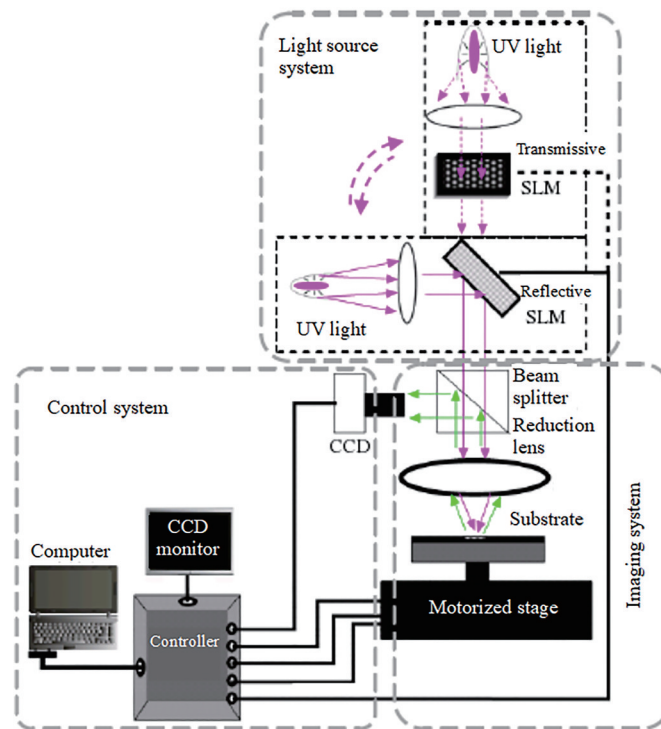 Light source
system
UV light
Transmissive
SLM
UV light
Reflective
SLM
Control system
CCD
Beam
splitter
Reduction
lens
Substrate
Imaging system
CCD
monitor
Computer
Controller
Motorized stage